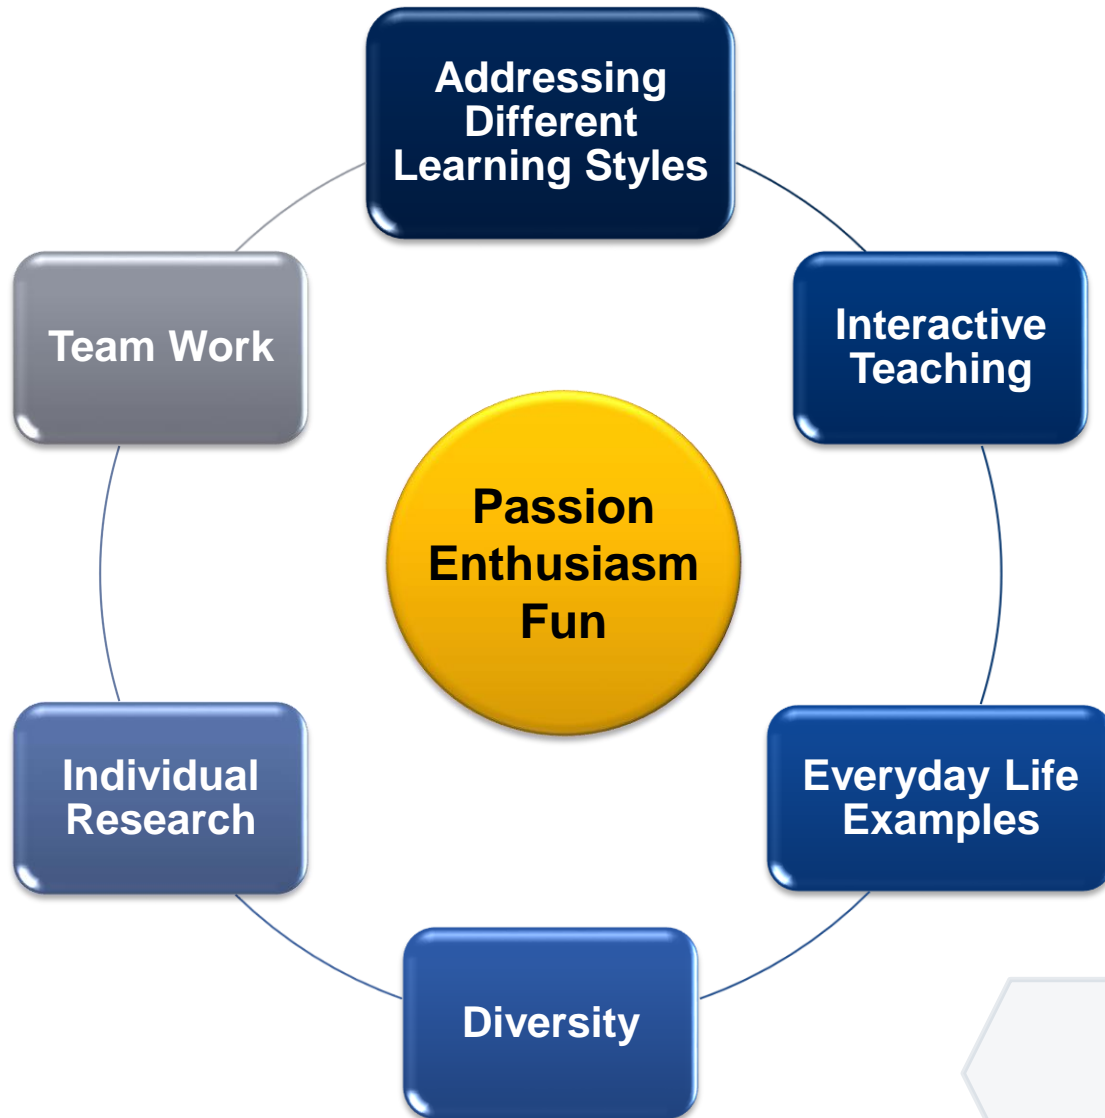 Addressing
Different
Learning Styles
Interactive
Teaching
Everyday Life
Examples
Diversity
Individual
Research
Team Work
Passion
Enthusiasm
Fun